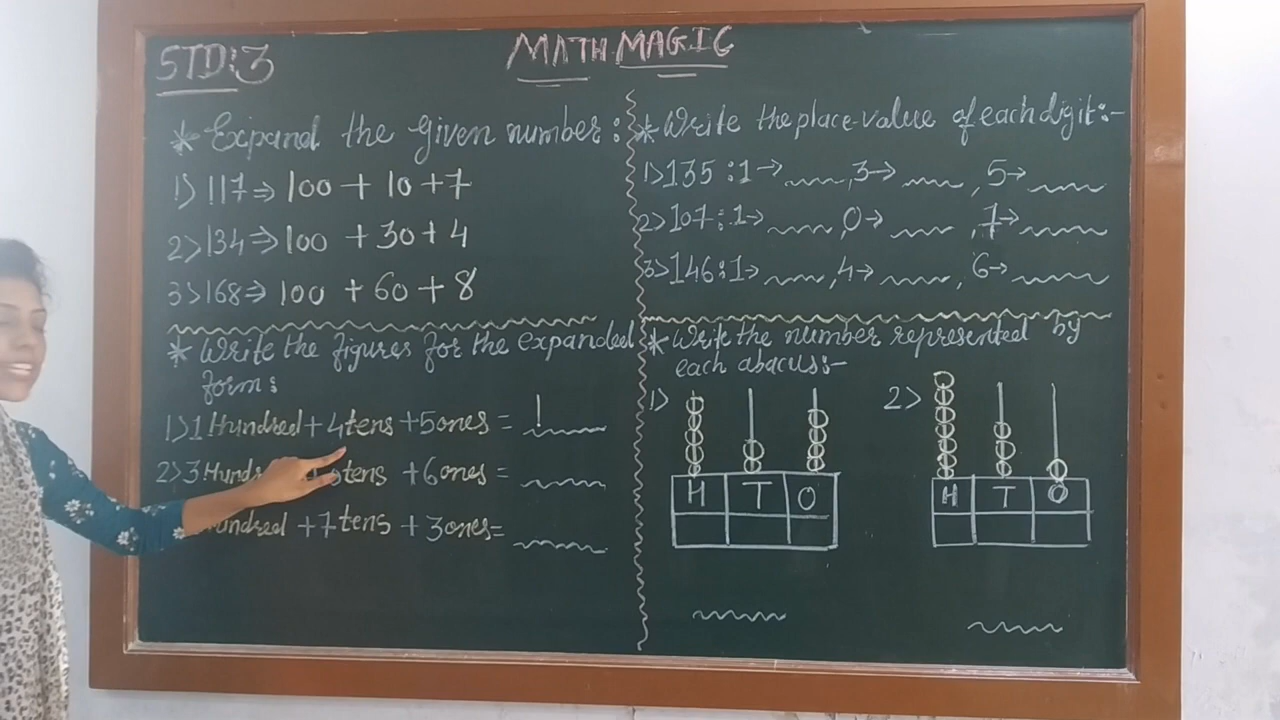 STD:3
MATH MAGIC
* Expand the given number:
1) 117 ⇒ 100 + 10 + 7
2> 134 ⇒ 100 + 30 + 4
3> 168 ⇒ 100 + 60 + 8
* Write the figures for the expanded
form:
1> 1 Hundred + 4 tens + 5 ones = 1
2> 3 tens + 6 ones =
+ 7 tens + 3 ones =
* Write the place value of each digit:-
1> 135 : 1→ , 3→ , 5→
2> 107 : 1→ , 0→ , 7→
3> 146 : 1→ , 4→ , 6→
* Write the number represented by
each abacus:-
1> 2>
H T O H T O